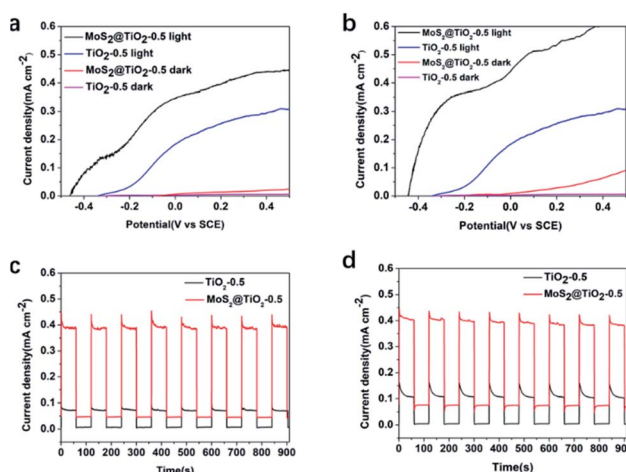 a
MoS2@TiO2-0.5 light
TiO2-0.5 light
MoS2@TiO2-0.5 dark
TiO2-0.5 dark
Current density(mA cm-2)
0.6
0.5
0.4
0.3
0.2
0.1
0.0
-0.4 -0.2 0.0 0.2 0.4
Potential(V vs SCE)
b
MoS2@TiO2-0.5 light
TiO2-0.5 light
MoS2@TiO2-0.5 dark
TiO2-0.5 dark
Current density(mA cm-2)
0.6
0.5
0.4
0.3
0.2
0.1
0.0
-0.4 -0.2 0.0 0.2 0.4
Potential(V vs SCE)
c
TiO2-0.5
MoS2@TiO2-0.5
Current density(mA cm-2)
0.6
0.5
0.4
0.3
0.2
0.1
0.0
0 100 200 300 400 500 600 700 800 900
Time(s)
d
TiO2-0.5
MoS2@TiO2-0.5
Current density(mA cm-2)
0.6
0.5
0.4
0.3
0.2
0.1
0.0
0 100 200 300 400 500 600 700 800 900
Time(s)